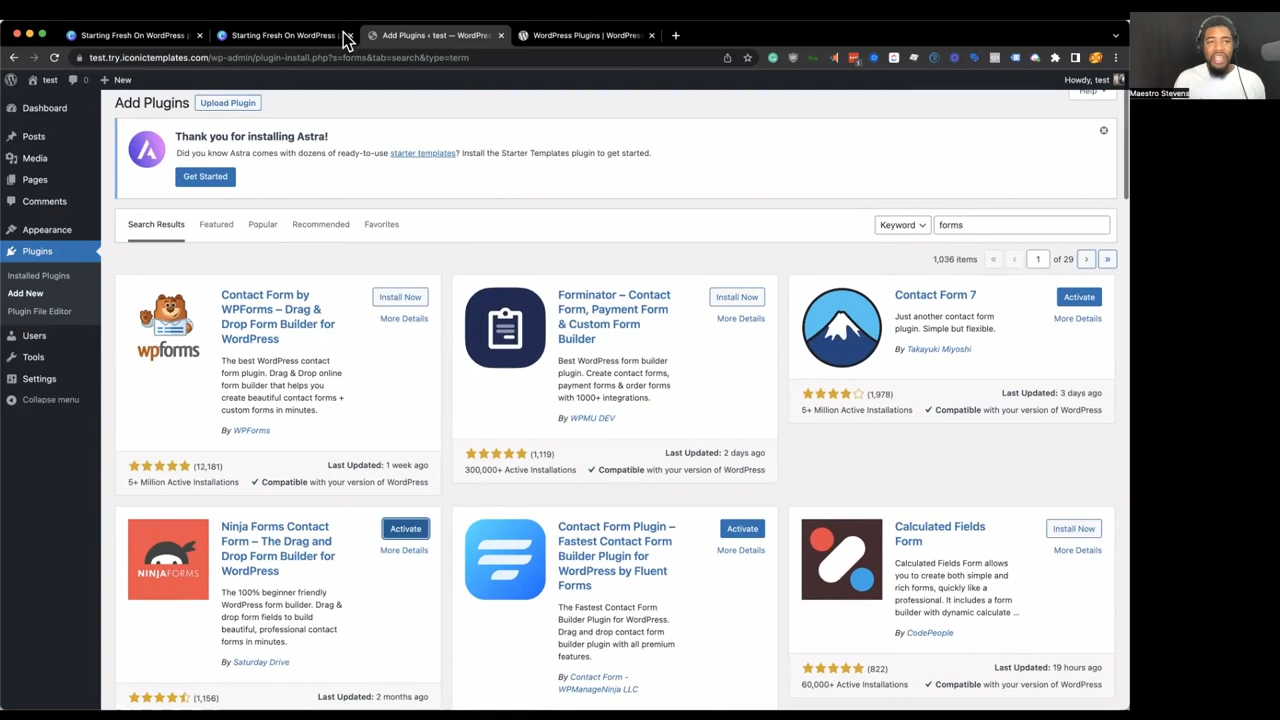 Starting Fresh On WordPress p
Starting Fresh On WordPress p
Add Plugins ‹ test — WordPres
WordPress Plugins | WordPres
test.try.iconictemplates.com/wp-admin/plugin-install.php?s=forms&tab=search&type=term
Maestro Stevens
test
0
New
Howdy, test
Dashboard
Posts
Media
Pages
Comments
Appearance
Plugins
Installed Plugins
Add New
Plugin File Editor
Users
Tools
Settings
Collapse menu
Add Plugins
Upload Plugin
Help
Thank you for installing Astra!
Did you know Astra comes with dozens of ready-to-use starter templates? Install the Starter Templates plugin to get started.
Get Started
Search Results
Featured
Popular
Recommended
Favorites
Keyword
forms
1,036 items
«
‹
1
of 29
›
»
wpforms
Contact Form by
WPForms – Drag &
Drop Form Builder for
WordPress
Install Now
More Details
The best WordPress contact
form plugin. Drag & Drop online
form builder that helps you
create beautiful contact forms +
custom forms in minutes.
By WPForms
(12,181)
Last Updated: 1 week ago
5+ Million Active Installations
Compatible with your version of WordPress
Forminator – Contact
Form, Payment Form
& Custom Form
Builder
Install Now
More Details
Best WordPress form builder
plugin. Create contact forms,
payment forms & order forms
with 1000+ integrations.
By WPMU DEV
(1,119)
Last Updated: 2 days ago
300,000+ Active Installations
Compatible with your version of WordPress
Contact Form 7
Activate
More Details
Just another contact form
plugin. Simple but flexible.
By Takayuki Miyoshi
(1,978)
Last Updated: 3 days ago
5+ Million Active Installations
Compatible with your version of WordPress
NINJAFORMS
Ninja Forms Contact
Form – The Drag and
Drop Form Builder for
WordPress
Activate
More Details
The 100% beginner friendly
WordPress form builder. Drag &
drop form fields to build
beautiful, professional contact
forms in minutes.
By Saturday Drive
(1,156)
Last Updated: 2 months ago
Contact Form Plugin –
Fastest Contact Form
Builder Plugin for
WordPress by Fluent
Forms
Activate
More Details
The Fastest Contact Form
Builder Plugin for WordPress.
Drag and drop contact form
builder plugin with all premium
features.
By Contact Form -
WPManageNinja LLC
Calculated Fields
Form
Install Now
More Details
Calculated Fields Form allows
you to create both simple and
rich forms, quickly like a
professional. It includes a form
builder with dynamic calculate ...
By CodePeople
(822)
Last Updated: 19 hours ago
60,000+ Active Installations
Compatible with your version of WordPress